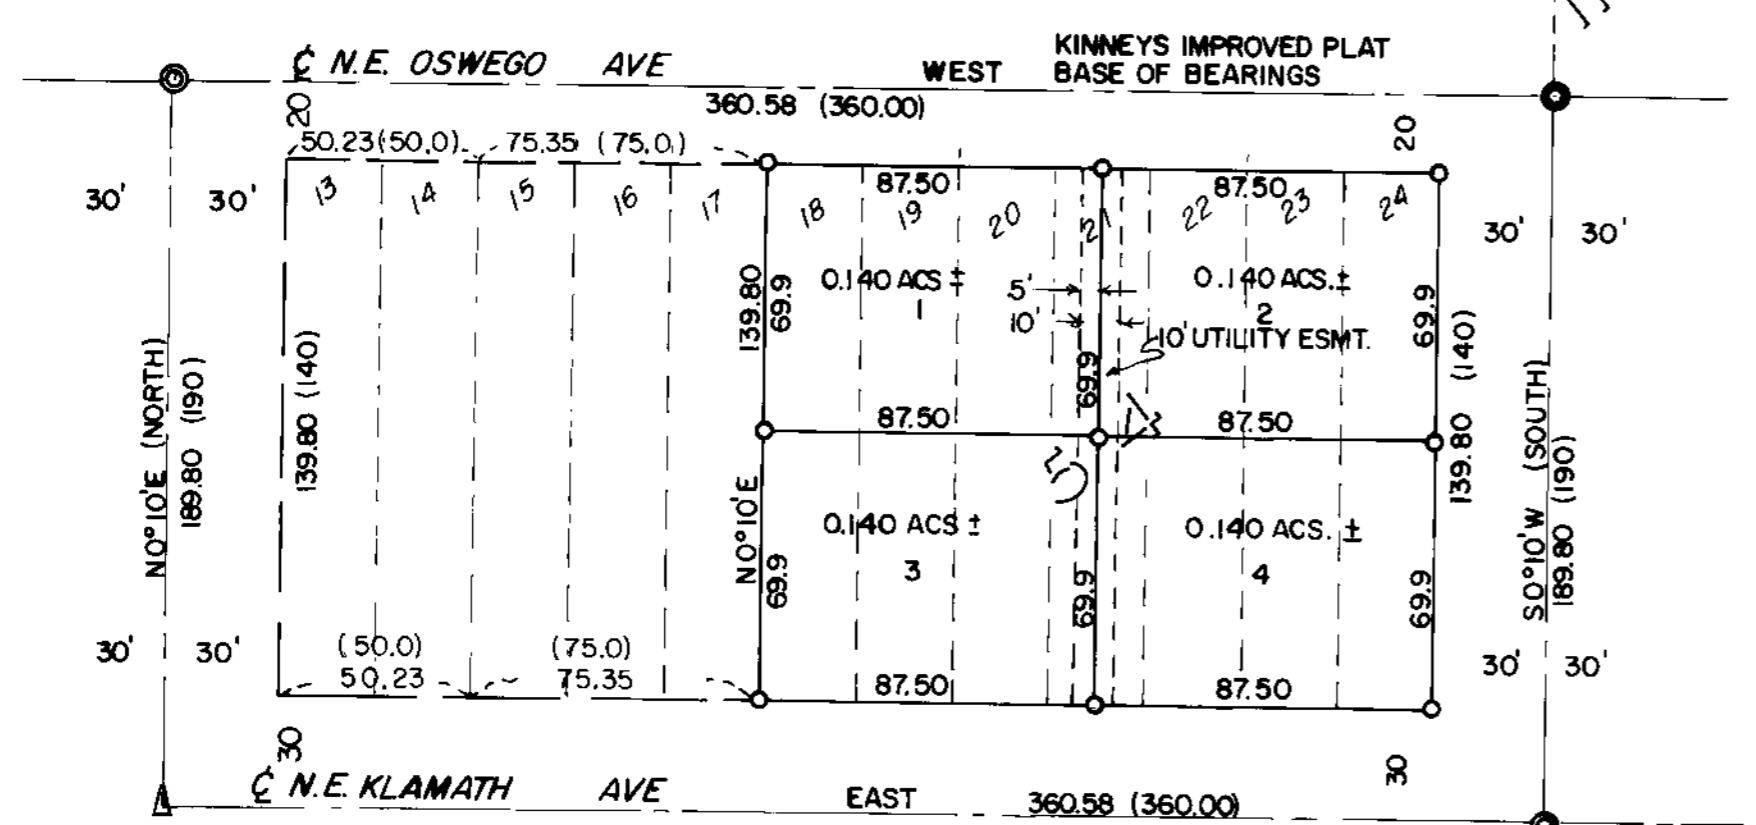 KINNEYS IMPROVED PLAT
℄ N.E. OSWEGO AVE WEST BASE OF BEARINGS
360.58 (360.00)
20 20
50.23 (50.0) 75.35 (75.0)
30' 30' 13 14 15 16 17 18 19 20 21 22 23 24 30' 30'
87.50 87.50
0.140 ACS ± 0.140 ACS. ±
1 2
5'
10'
10' UTILITY ESMT.
139.80 69.9 69.9 69.9
N0°10'E (NORTH)
189.80 (190)
139.80 (140)
139.80 (140)
S0°10'W (SOUTH)
189.80 (190)
87.50 87.50
N0°10'E
0.140 ACS ± 0.140 ACS. ±
3 4
69.9 69.9 69.9
30' 30' (50.0) (75.0) 30' 30'
50.23 75.35 87.50 87.50
30 30
℄ N.E. KLAMATH AVE EAST 360.58 (360.00)